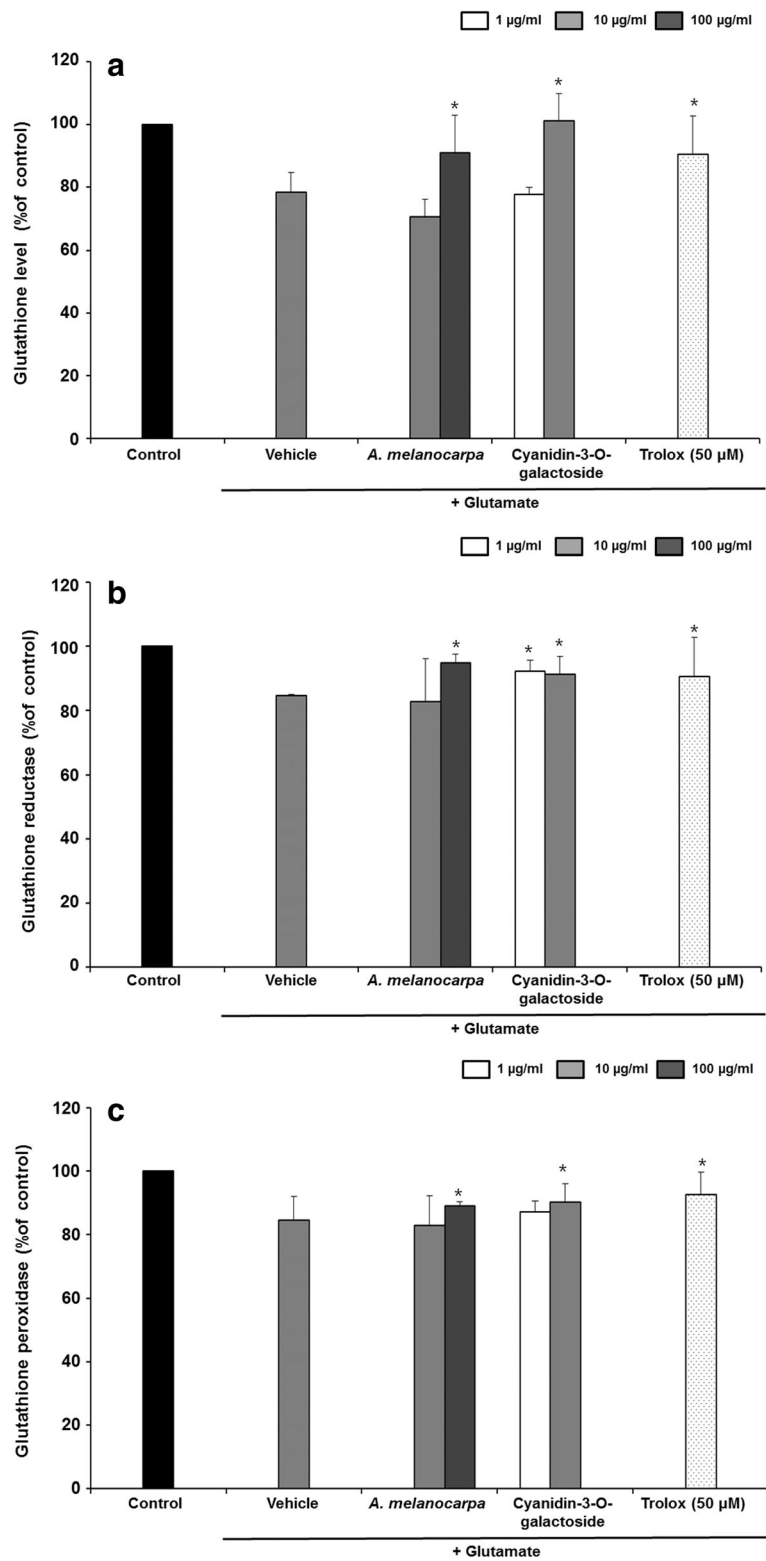 1 µg/ml 10 µg/ml 100 µg/ml
a
120
100
80
60
40
20
0
Glutathione level (%of control)
* * *
Control Vehicle A. melanocarpa Cyanidin-3-O-galactoside Trolox (50 µM)
+ Glutamate
1 µg/ml 10 µg/ml 100 µg/ml
b
120
100
80
60
40
20
0
Glutathione reductase (%of control)
* * * *
Control Vehicle A. melanocarpa Cyanidin-3-O-galactoside Trolox (50 µM)
+ Glutamate
1 µg/ml 10 µg/ml 100 µg/ml
c
120
100
80
60
40
20
0
Glutathione peroxidase (%of control)
* * *
Control Vehicle A. melanocarpa Cyanidin-3-O-galactoside Trolox (50 µM)
+ Glutamate